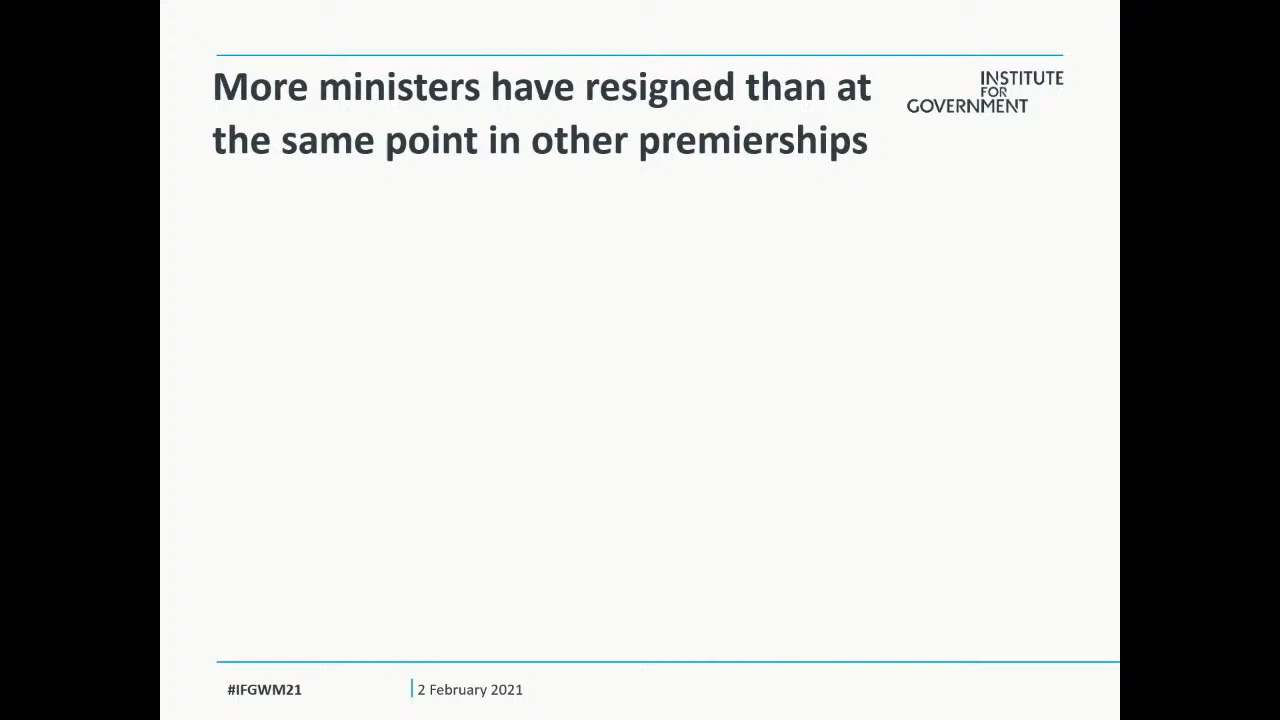 More ministers have resigned than at
the same point in other premierships
INSTITUTE
FOR
GOVERNMENT
#IFGWM21
2 February 2021